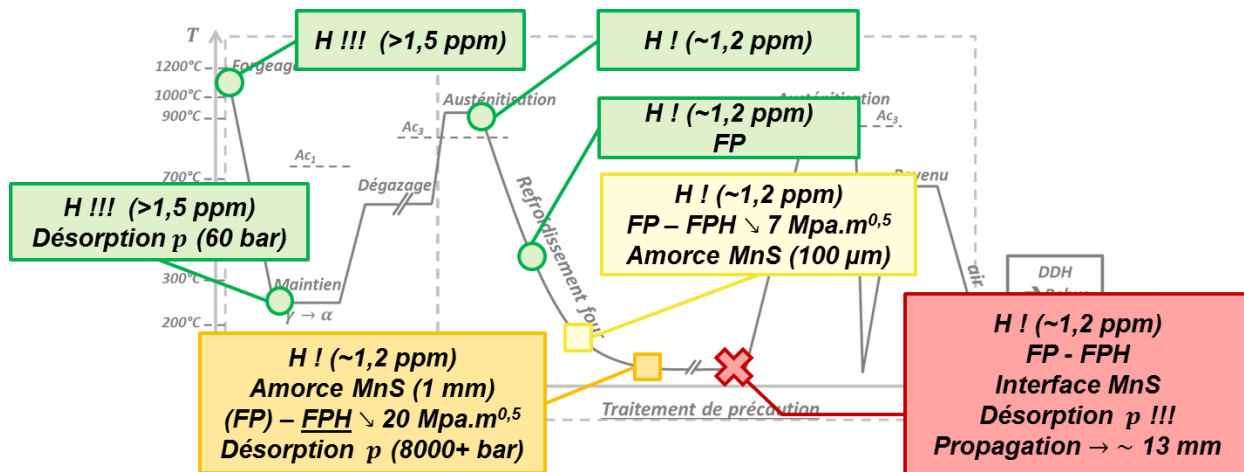 T
H !!! (>1,5 ppm)
H ! (~1,2 ppm)
1200°C
Forgeage
1000°C
900°C
Austénitisation
Austénitisation
Ac₃
Ac₃
H ! (~1,2 ppm)
FP
Ac₁
700°C
Dégazage
Revenu
H !!! (>1,5 ppm)
Désorption p (60 bar)
H ! (~1,2 ppm)
FP – FPH ↘ 7 Mpa.m⁰,⁵
Amorce MnS (100 µm)
Refroidissement four
air
300°C
Maintien
γ → α
200°C
DDH
H ! (~1,2 ppm)
Amorce MnS (1 mm)
(FP) – FPH ↘ 20 Mpa.m⁰,⁵
Désorption p (8000+ bar)
H ! (~1,2 ppm)
FP - FPH
Interface MnS
Désorption p !!!
Propagation → ~ 13 mm
Traitement de précaution